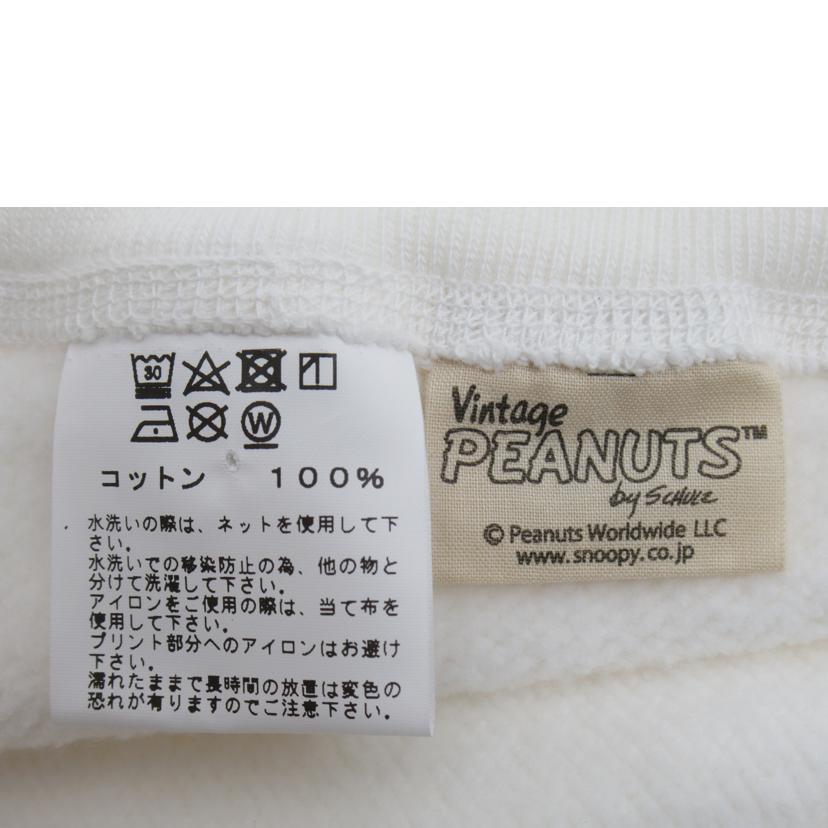 30
W
コットン 100%
水洗いの際は、ネットを使用して下
さい。
水洗いでの移染防止の為、他の物と
分けて洗濯して下さい。
アイロンをご使用の際は、当て布を
使用して下さい。
プリント部分へのアイロンはお避け
下さい。
濡れたままで長時間の放置は変色の
恐れが有りますのでご注意下さい。
Vintage
PEANUTS™
by SCHULZ
© Peanuts Worldwide LLC
www.snoopy.co.jp